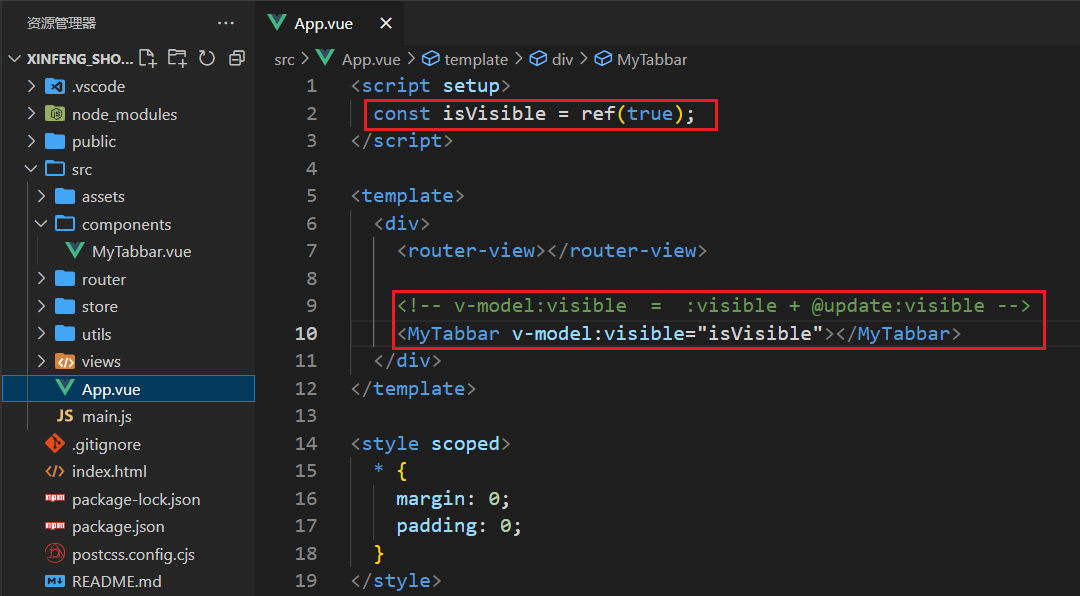 资源管理器 ···
XINFENG_SHO...
.vscode
node_modules
public
src
assets
components
MyTabbar.vue
router
store
utils
views
App.vue
JS main.js
.gitignore
index.html
package-lock.json
package.json
postcss.config.cjs
README.md
App.vue ×
src > App.vue > template > div > MyTabbar
1 <script setup>
2 const isVisible = ref(true);
3 </script>
4
5 <template>
6 <div>
7 <router-view></router-view>
8
9 <!-- v-model:visible = :visible + @update:visible -->
10 <MyTabbar v-model:visible="isVisible"></MyTabbar>
11 </div>
12 </template>
13
14 <style scoped>
15 * {
16 margin: 0;
17 padding: 0;
18 }
19 </style>